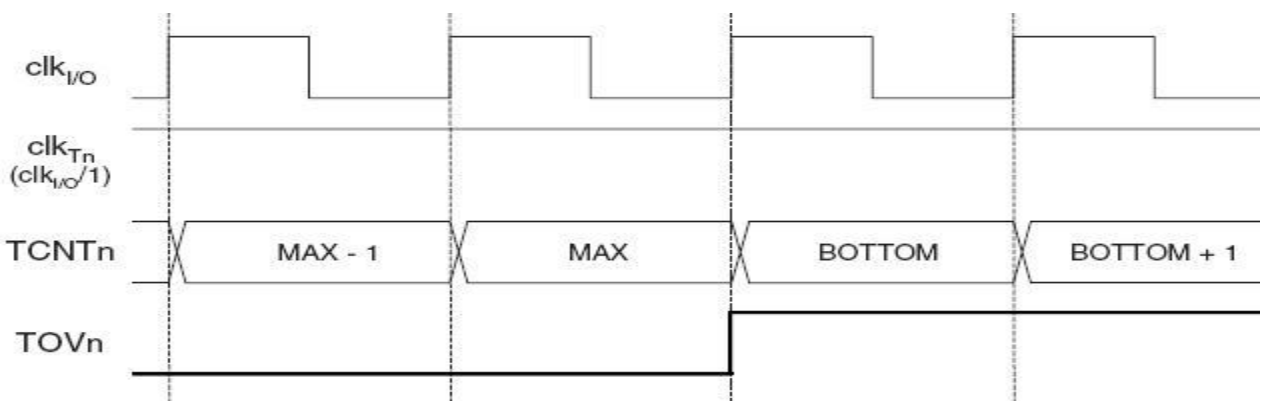 clkI/O
clkTn
(clkI/O/1)
TCNTn MAX - 1 MAX BOTTOM BOTTOM + 1
TOVn